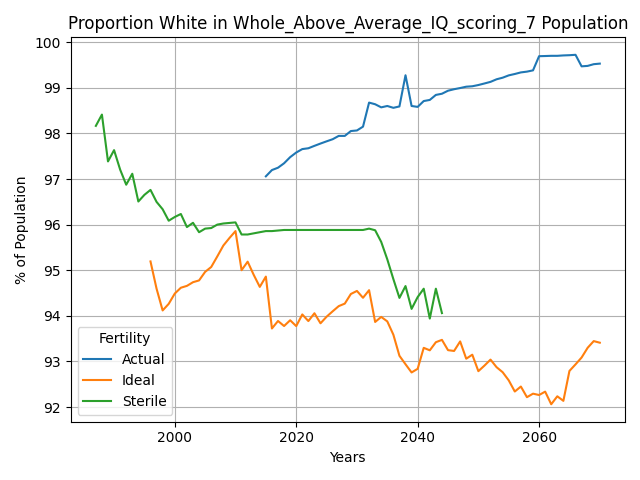 Proportion White in Whole_Above_Average_IQ_scoring_7 Population
100
99
98
97
96
95
94
93
92
% of Population
Fertility
Actual
Ideal
Sterile
2000 2020 2040 2060
Years